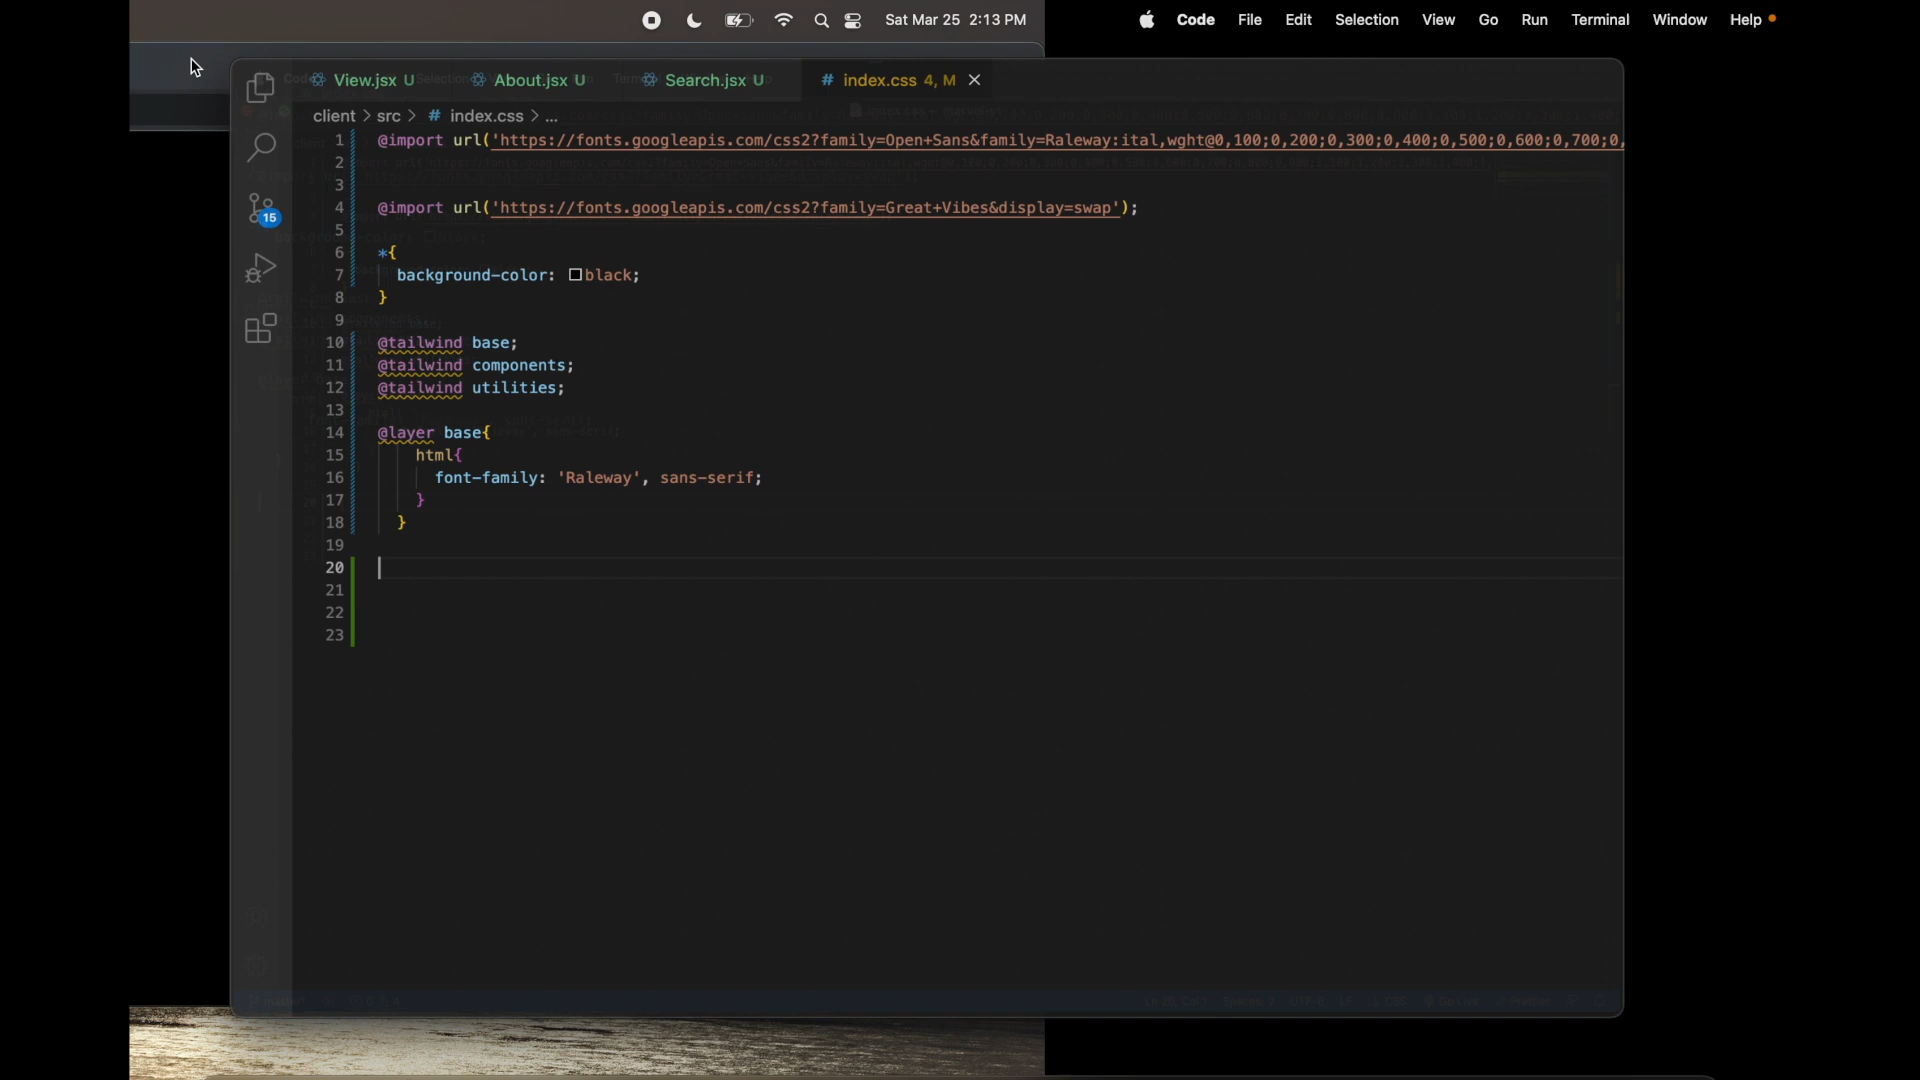 Sat Mar 25 2:13 PM
Code File Edit Selection View Go Run Terminal Window Help
View.jsx U About.jsx U Search.jsx U # index.css 4, M
client > src > # index.css > ...
15
1 @import url('https://fonts.googleapis.com/css2?family=Open+Sans&family=Raleway:ital,wght@0,100;0,200;0,300;0,400;0,500;0,600;0,700;0,
2
3
4 @import url('https://fonts.googleapis.com/css2?family=Great+Vibes&display=swap');
5
6 *{
7 background-color: black;
8 }
9
10 @tailwind base;
11 @tailwind components;
12 @tailwind utilities;
13
14 @layer base{
15 html{
16 font-family: 'Raleway', sans-serif;
17 }
18 }
19
20
21
22
23